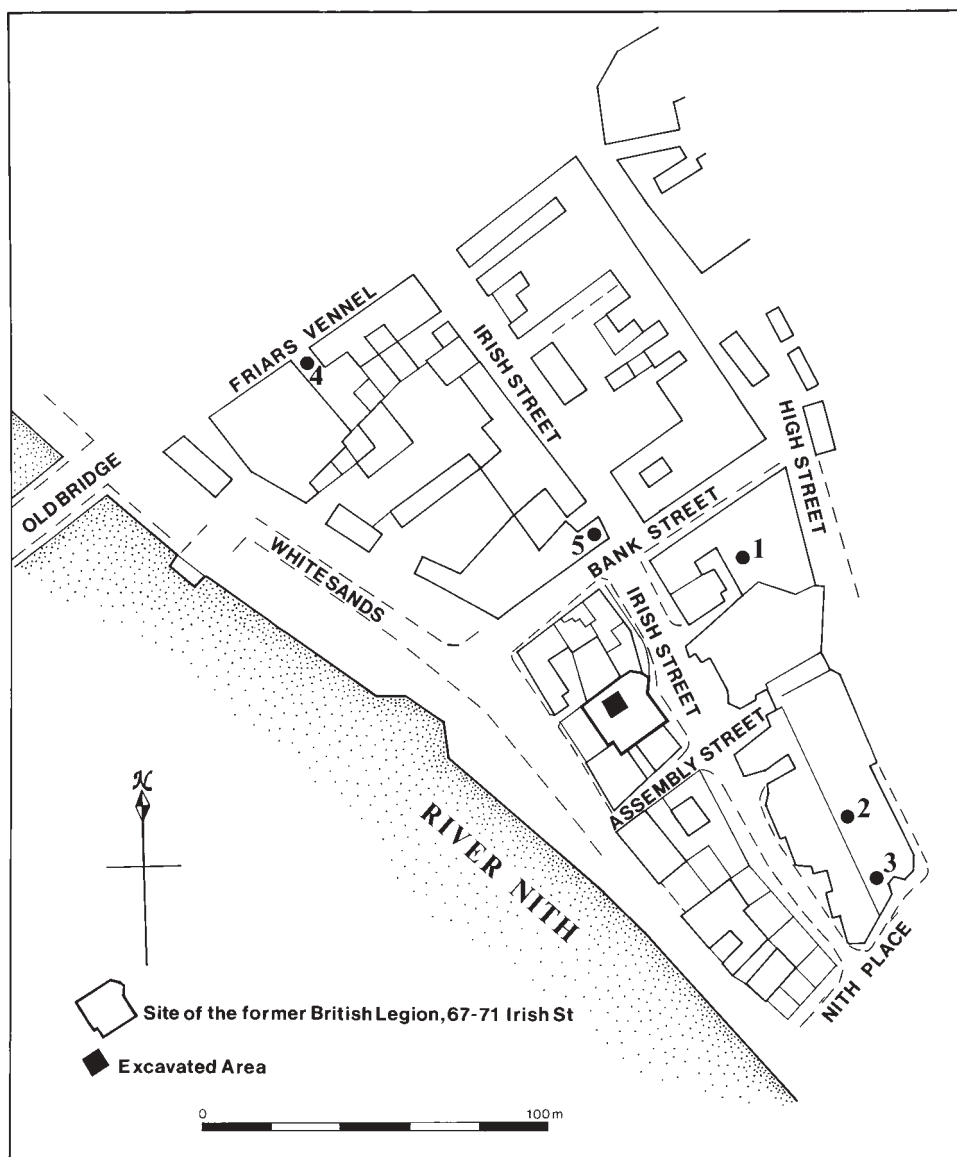 FRIARS VENNEL
4
IRISH STREET
HIGH STREET
OLD BRIDGE
WHITESANDS
5
BANK STREET
1
IRISH STREET
ASSEMBLY STREET
2
3
NITH PLACE
RIVER NITH
N
Site of the former British Legion, 67-71 Irish St
Excavated Area
0 100m